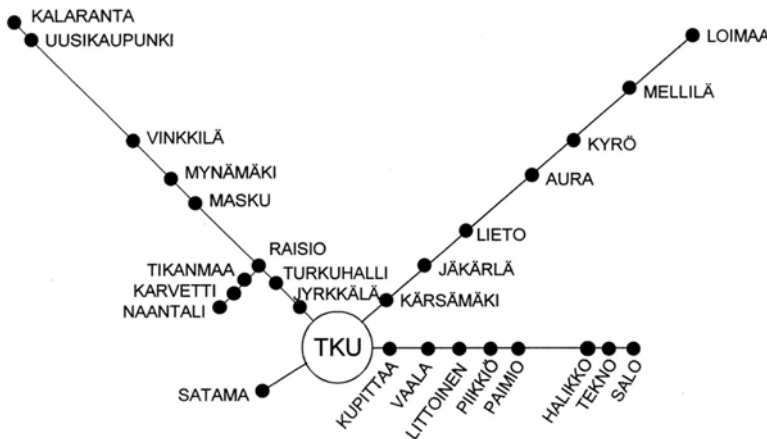 KALARANTA
UUSIKAUPUNKI
VINKKILÄ
MYNÄMÄKI
MASKU
RAISIO
TIKANMAA
TURKUHALLI
KARVETTI
JYRKKÄLÄ
NAANTALI
LOIMAA
MELLILÄ
KYRÖ
AURA
LIETO
JÄKÄRLÄ
KÄRSÄMÄKI
TKU
SATAMA
KUPITTAA
VAALA
LITTOINEN
PIIKKIÖ
PAIMIO
HALIKKO
TEKNO
SALO